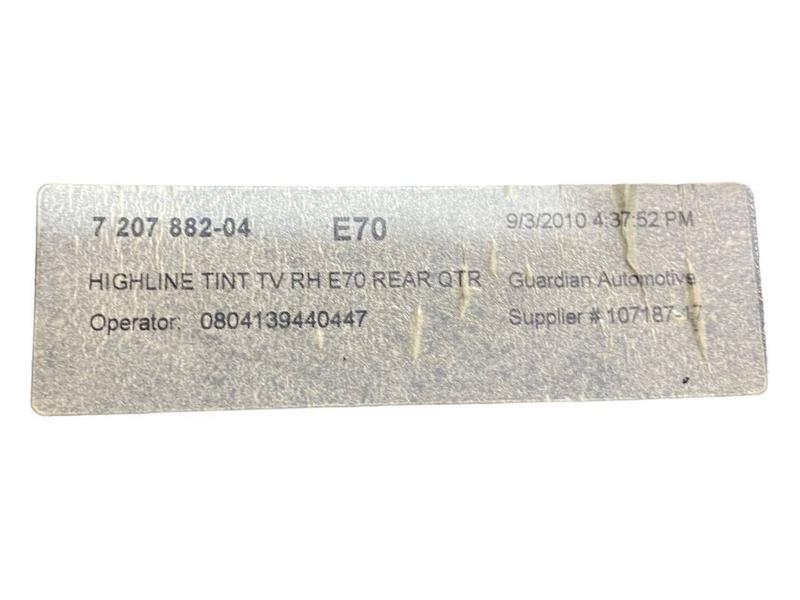 7 207 882-04 E70 9/3/2010 4:37:52 PM
HIGHLINE TINT TV RH E70 REAR QTR Guardian Automotive
Operator: 0804139440447 Supplier # 107187-17